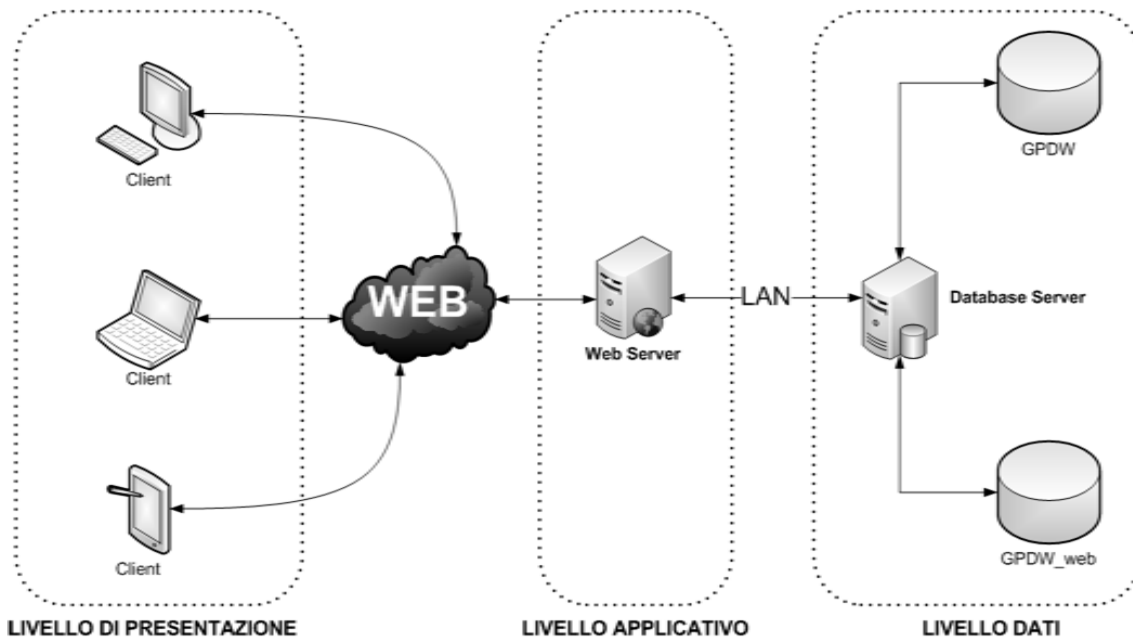 Client
Client
Client
WEB
Web Server
LAN
GPDW
Database Server
GPDW_web
LIVELLO DI PRESENTAZIONE
LIVELLO APPLICATIVO
LIVELLO DATI